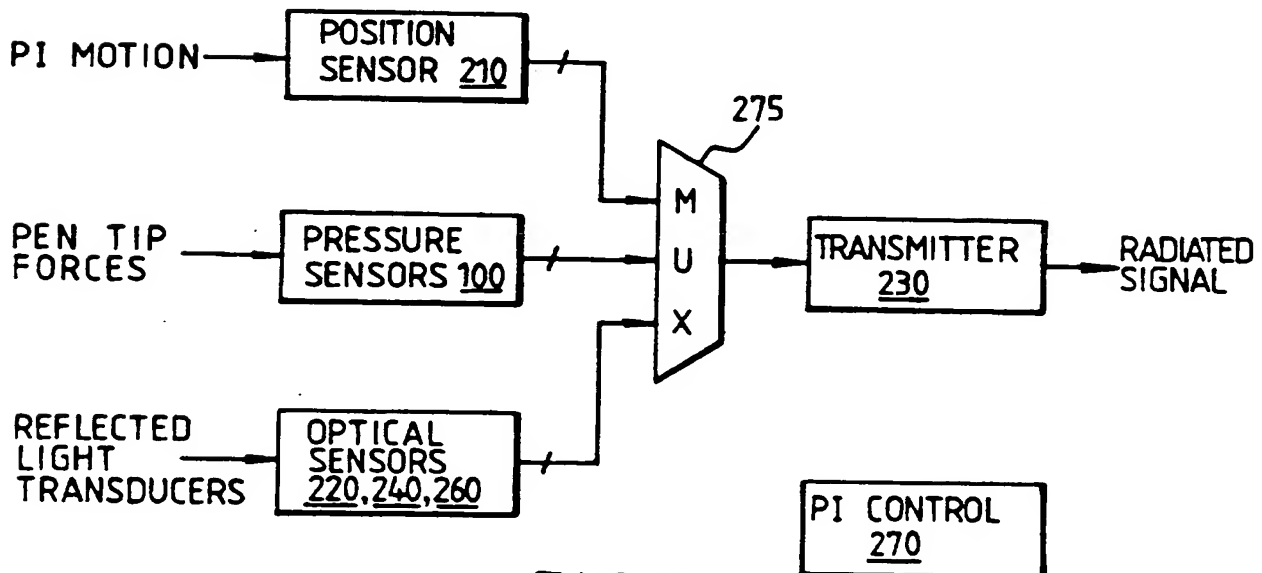 PI MOTION
POSITION
SENSOR 210
275
M
U
X
PEN TIP
FORCES
PRESSURE
SENSORS 100
TRANSMITTER
230
RADIATED
SIGNAL
REFLECTED
LIGHT
TRANSDUCERS
OPTICAL
SENSORS
220, 240, 260
PI CONTROL
270